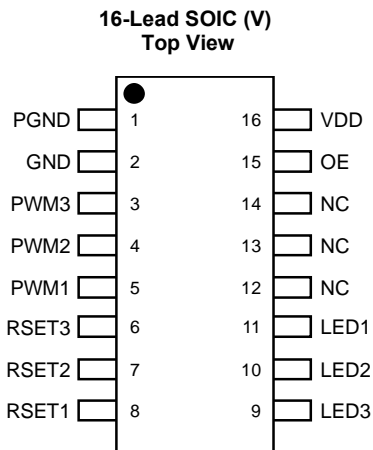 16-Lead SOIC (V)
Top View
PGND 1 16 VDD
GND 2 15 OE
PWM3 3 14 NC
PWM2 4 13 NC
PWM1 5 12 NC
RSET3 6 11 LED1
RSET2 7 10 LED2
RSET1 8 9 LED3